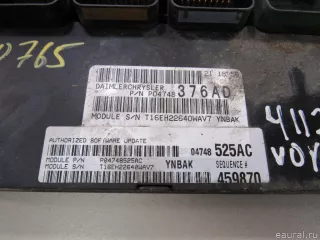 0765
DAIMLERCHRYSLER
P/N P04748 376AD
MODULE S/N T16EH22640WAV7 YNBAK
AUTHORIZED SOFTWARE UPDATE
04748 525AC
MODULE P/N P04748525AC
MODULE S/N T16EH22640WAV7
YNBAK
SEQUENCE #
459870
4112
VOY
eaural.ru